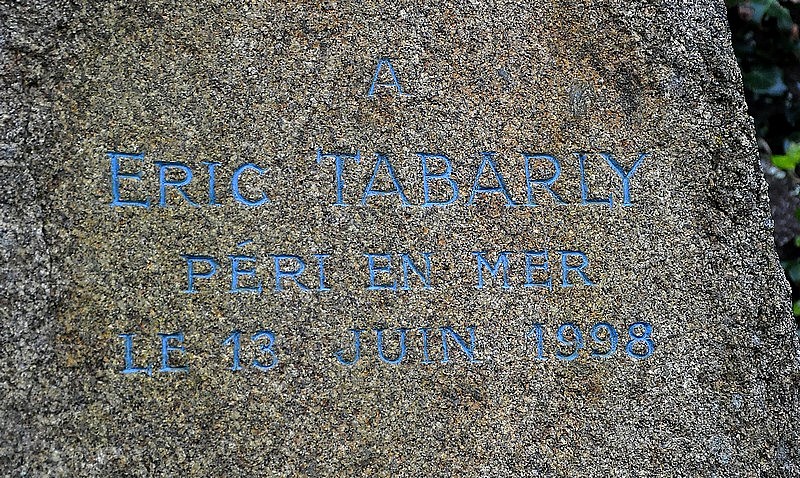 A
ERIC TABARLY
PÉRI EN MER
LE 13 JUIN 1998